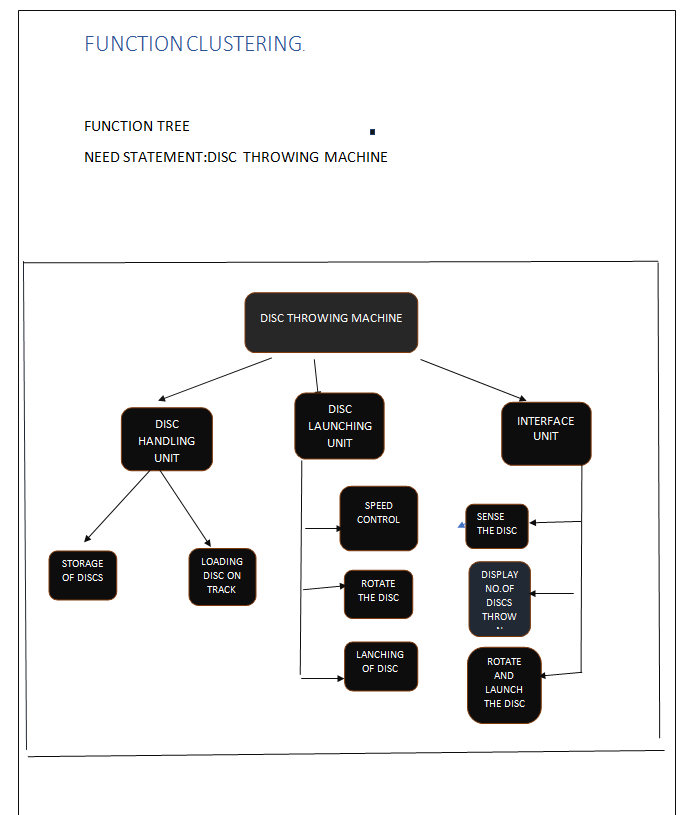 FUNCTION CLUSTERING.
FUNCTION TREE
NEED STATEMENT:DISC THROWING MACHINE
DISC THROWING MACHINE
DISC
HANDLING
UNIT
DISC
LAUNCHING
UNIT
INTERFACE
UNIT
STORAGE
OF DISCS
LOADING
DISC ON
TRACK
SPEED
CONTROL
ROTATE
THE DISC
LANCHING
OF DISC
SENSE
THE DISC
DISPLAY
NO.OF
DISCS
THROW
ROTATE
AND
LAUNCH
THE DISC